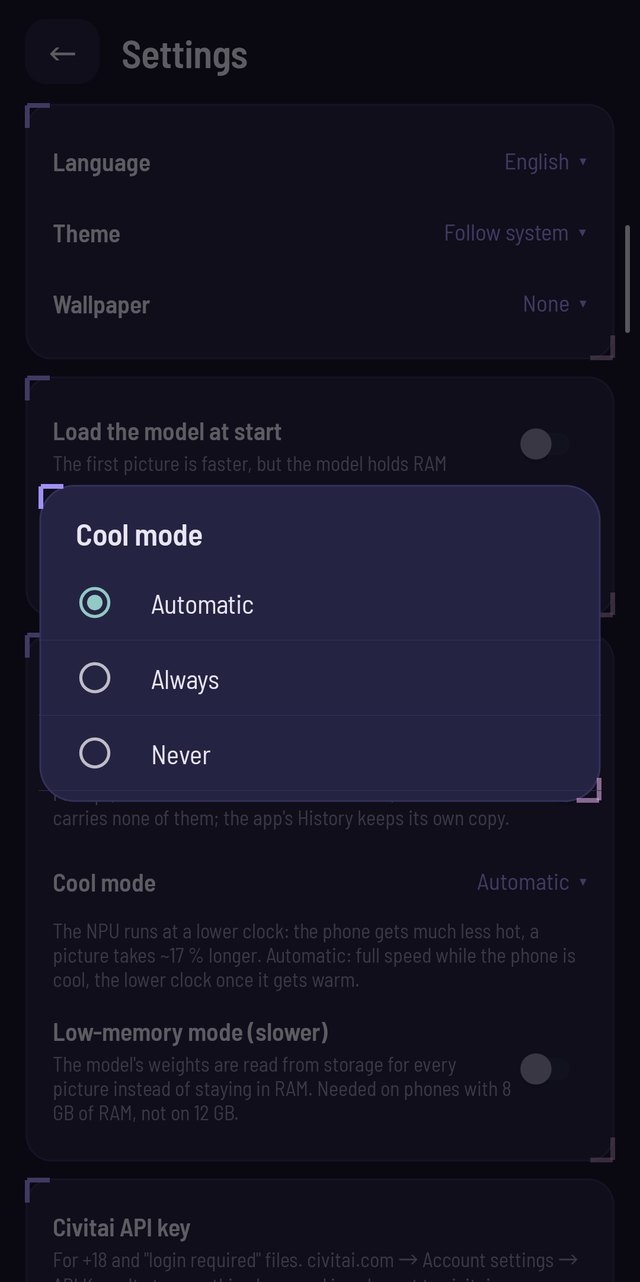 Settings
Language
English
Theme
Follow system
Wallpaper
None
Load the model at start
The first picture is faster, but the model holds RAM
Cool mode
Automatic
Always
Never
carries none of them; the app's History keeps its own copy.
Cool mode
Automatic
The NPU runs at a lower clock: the phone gets much less hot, a
picture takes ~17 % longer. Automatic: full speed while the phone is
cool, the lower clock once it gets warm.
Low-memory mode (slower)
The model's weights are read from storage for every
picture instead of staying in RAM. Needed on phones with 8
GB of RAM, not on 12 GB.
Civitai API key
For +18 and "login required" files. civitai.com → Account settings →